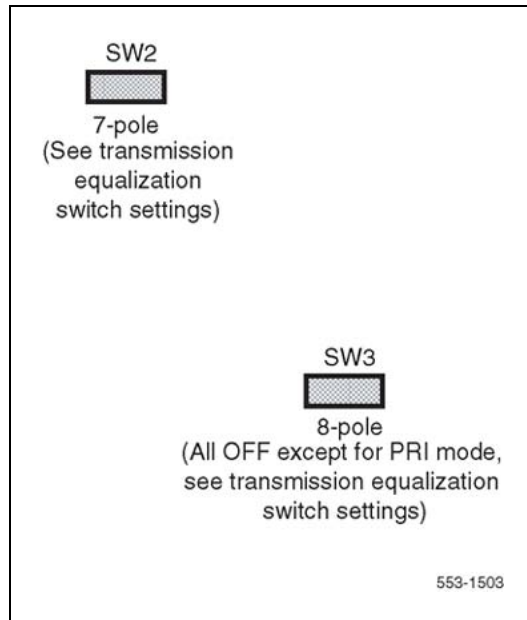 SW2
7-pole
(See transmission
equalization
switch settings)
SW3
8-pole
(All OFF except for PRI mode,
see transmission equalization
switch settings)
553-1503